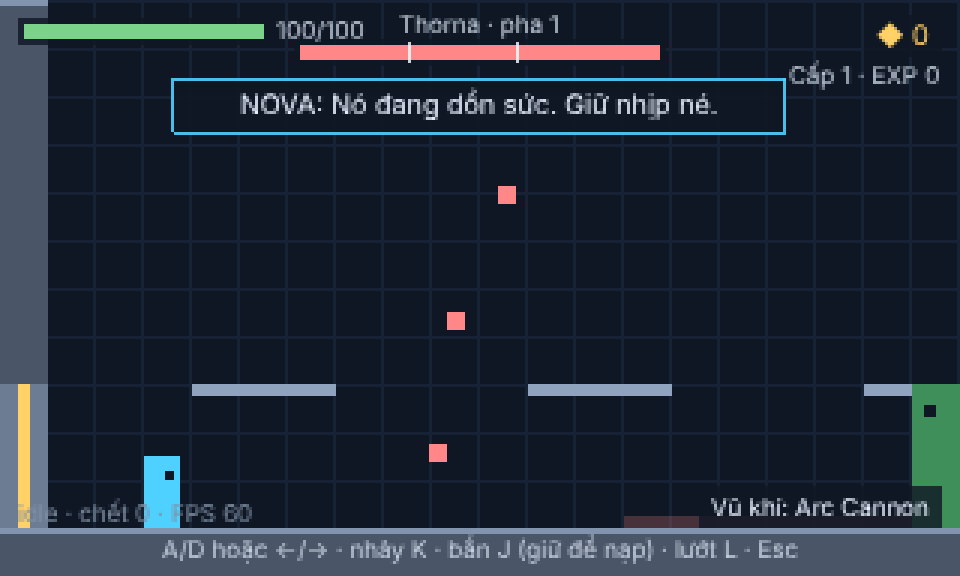 100/100
Thorna · pha 1
0
Cấp 1 · EXP 0
NOVA: Nó đang dồn sức. Giữ nhịp né.
idle · chết 0 · FPS 60
Vũ khí: Arc Cannon
A/D hoặc ←/→ · nhảy K · bắn J (giữ để nạp) · lướt L · Esc